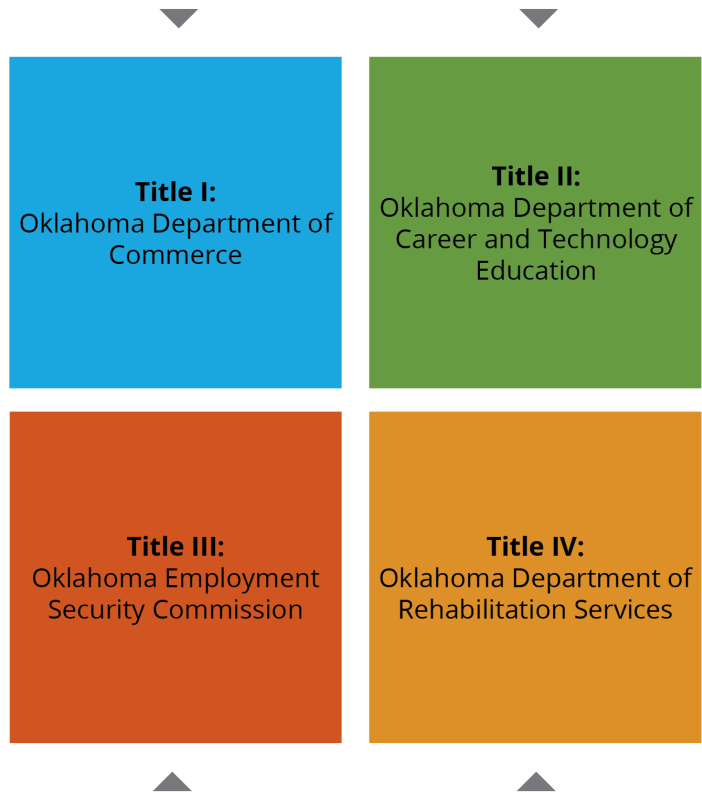 Title I:
Oklahoma Department of
Commerce
Title II:
Oklahoma Department of
Career and Technology
Education
Title III:
Oklahoma Employment
Security Commission
Title IV:
Oklahoma Department of
Rehabilitation Services